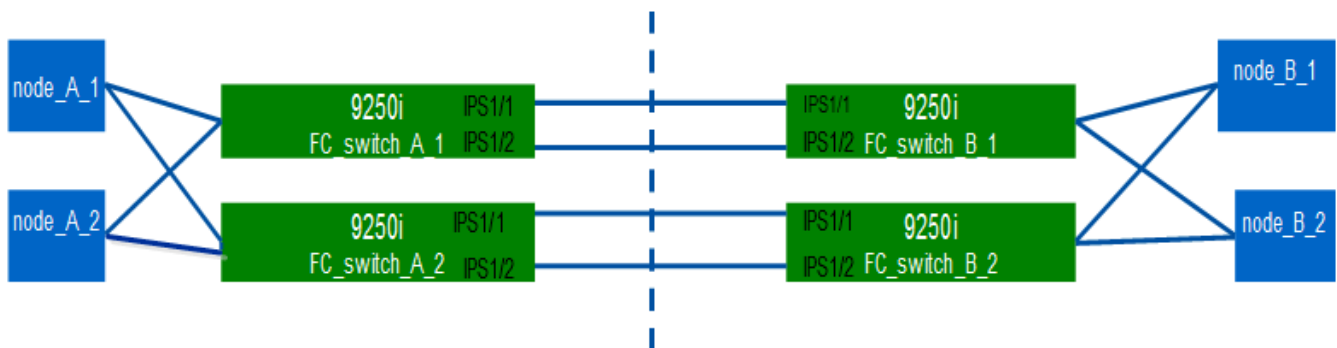 node_A_1
9250i
IPS1/1
FC_switch_A_1
IPS1/2
IPS1/1
9250i
IPS1/2
FC_switch_B_1
node_B_1
node_A_2
9250i
IPS1/1
FC_switch_A_2
IPS1/2
IPS1/1
9250i
IPS1/2
FC_switch_B_2
node_B_2